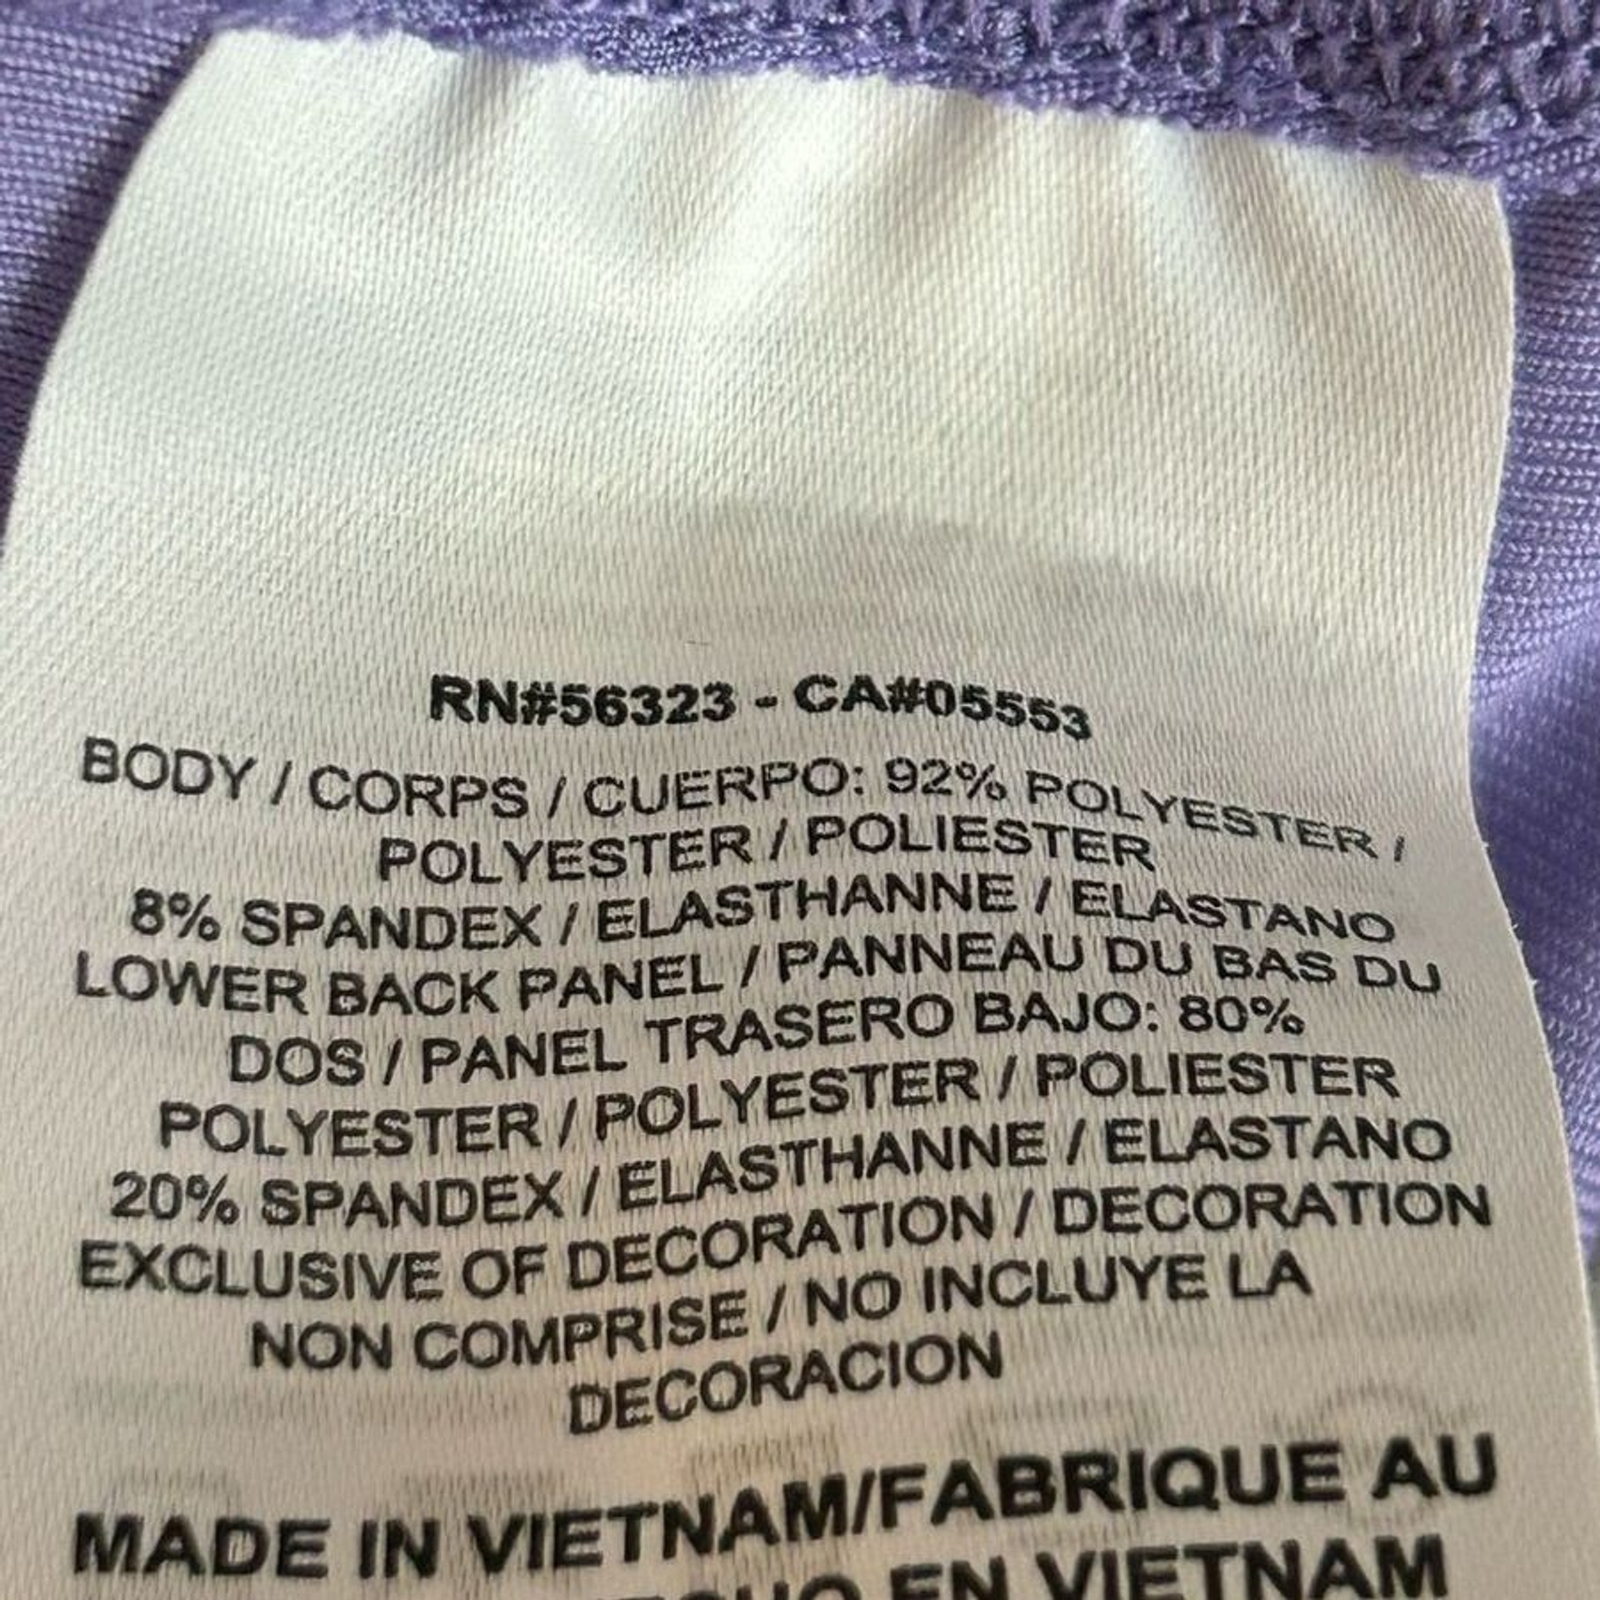 RN#56323 - CA#05553
BODY / CORPS / CUERPO: 92% POLYESTER /
POLYESTER / POLIESTER
8% SPANDEX / ELASTHANNE / ELASTANO
LOWER BACK PANEL / PANNEAU DU BAS DU
DOS / PANEL TRASERO BAJO: 80%
POLYESTER / POLYESTER / POLIESTER
20% SPANDEX / ELASTHANNE / ELASTANO
EXCLUSIVE OF DECORATION / DECORATION
NON COMPRISE / NO INCLUYE LA
DECORACION
MADE IN VIETNAM/FABRIQUE AU
EN VIETNAM